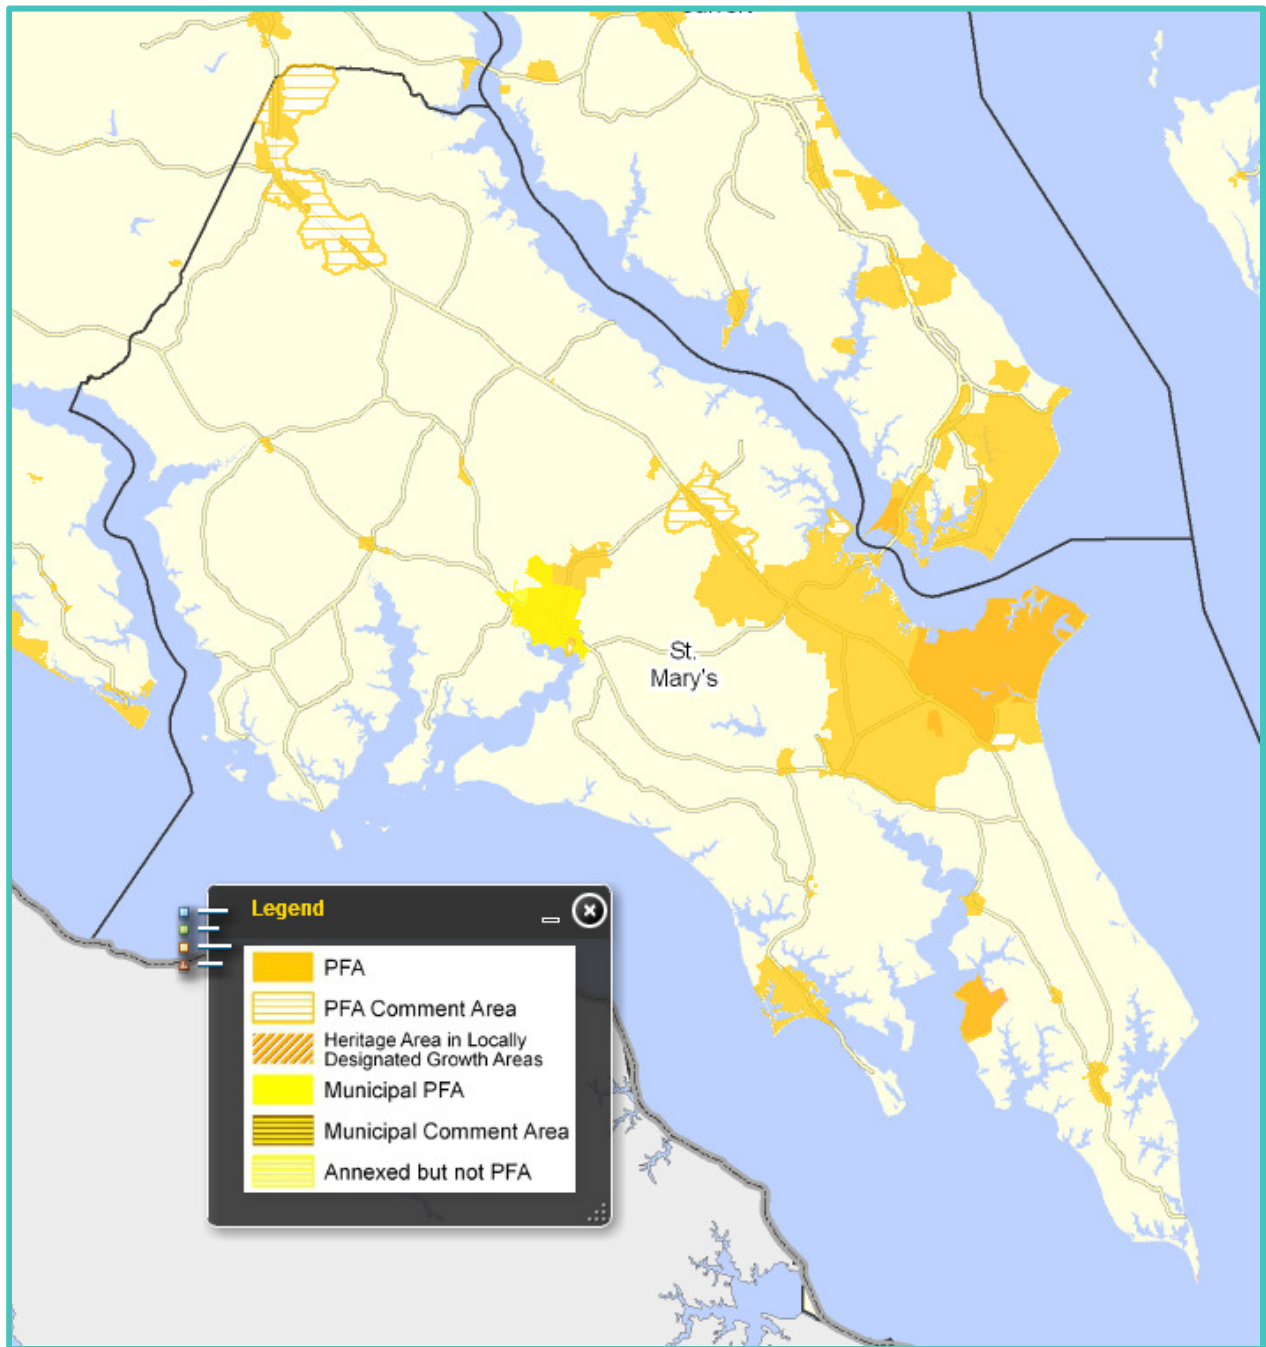 St.
Mary's
Legend
PFA
PFA Comment Area
Heritage Area in Locally
Designated Growth Areas
Municipal PFA
Municipal Comment Area
Annexed but not PFA